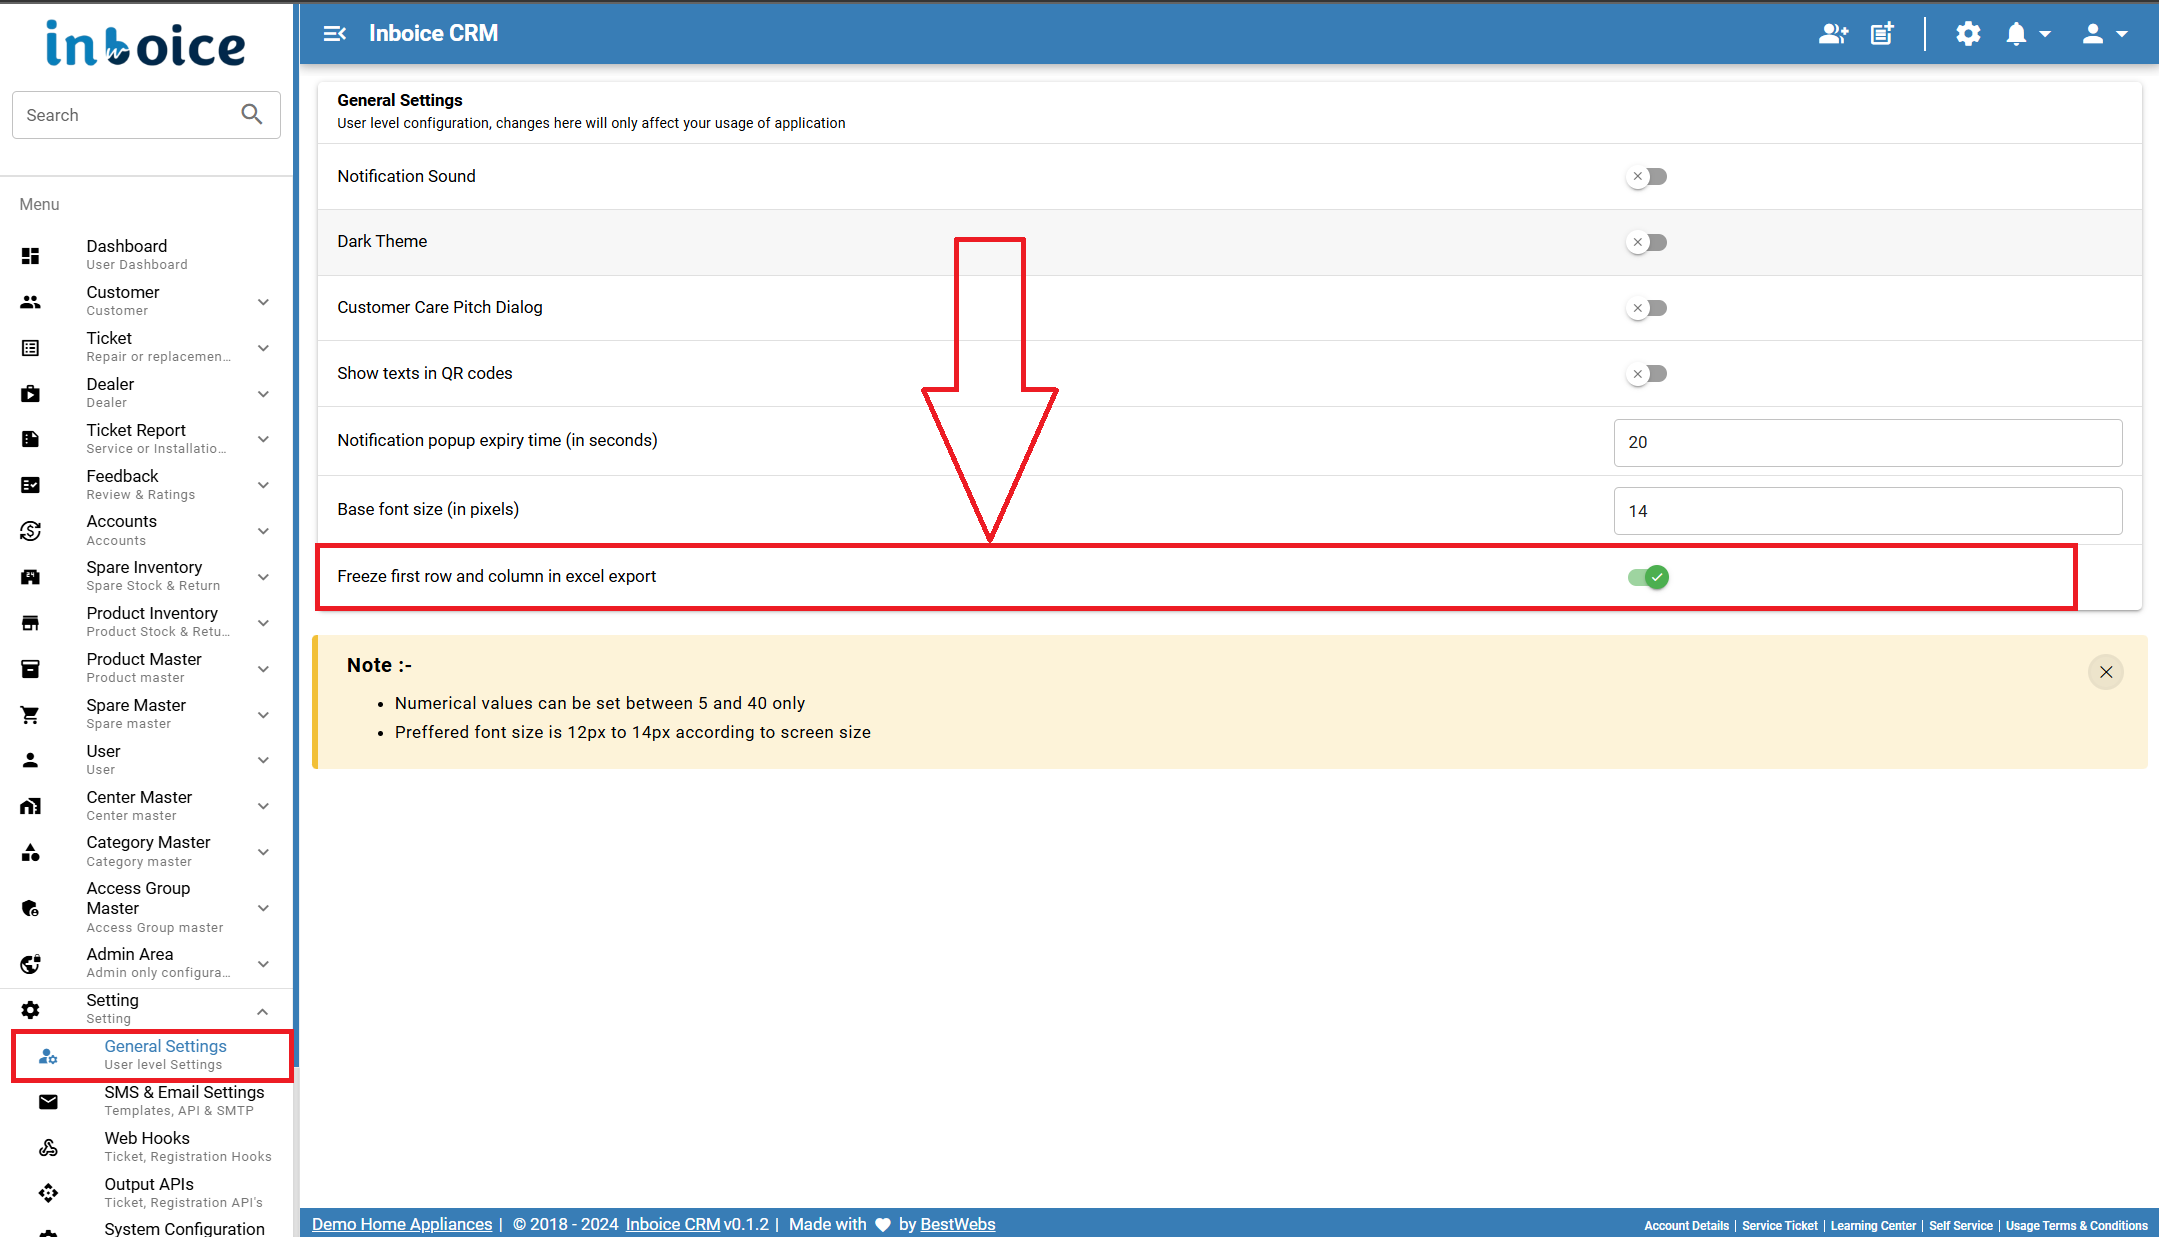 inboice
Search
Menu
Dashboard
User Dashboard
Customer
Customer
Ticket
Repair or replacemen...
Dealer
Dealer
Ticket Report
Service or Installatio...
Feedback
Review & Ratings
Accounts
Accounts
Spare Inventory
Spare Stock & Return
Product Inventory
Product Stock & Retu...
Product Master
Product master
Spare Master
Spare master
User
User
Center Master
Center master
Category Master
Category master
Access Group
Master
Access Group master
Admin Area
Admin only configura...
Setting
Setting
General Settings
User level Settings
SMS & Email Settings
Templates, API & SMTP
Web Hooks
Ticket, Registration Hooks
Output APIs
Ticket, Registration API's
System Configuration
Inboice CRM
General Settings
User level configuration, changes here will only affect your usage of application
Notification Sound
Dark Theme
Customer Care Pitch Dialog
Show texts in QR codes
Notification popup expiry time (in seconds)
20
Base font size (in pixels)
14
Freeze first row and column in excel export
Note :-
• Numerical values can be set between 5 and 40 only
• Preffered font size is 12px to 14px according to screen size
Demo Home Appliances | © 2018 - 2024 Inboice CRM v0.1.2 | Made with ♥ by BestWebs
Account Details | Service Ticket | Learning Center | Self Service | Usage Terms & Conditions